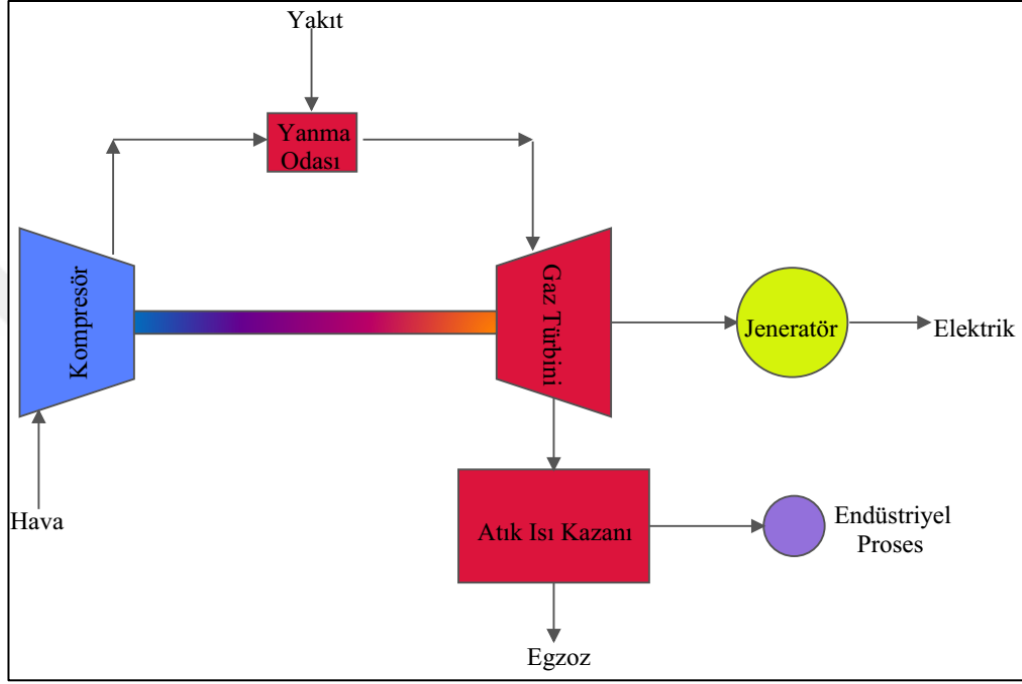 Yakıt
Yanma
Odası
Kompresör
Gaz Türbini
Jeneratör
Elektrik
Hava
Atık Isı Kazanı
Endüstriyel
Proses
Egzoz